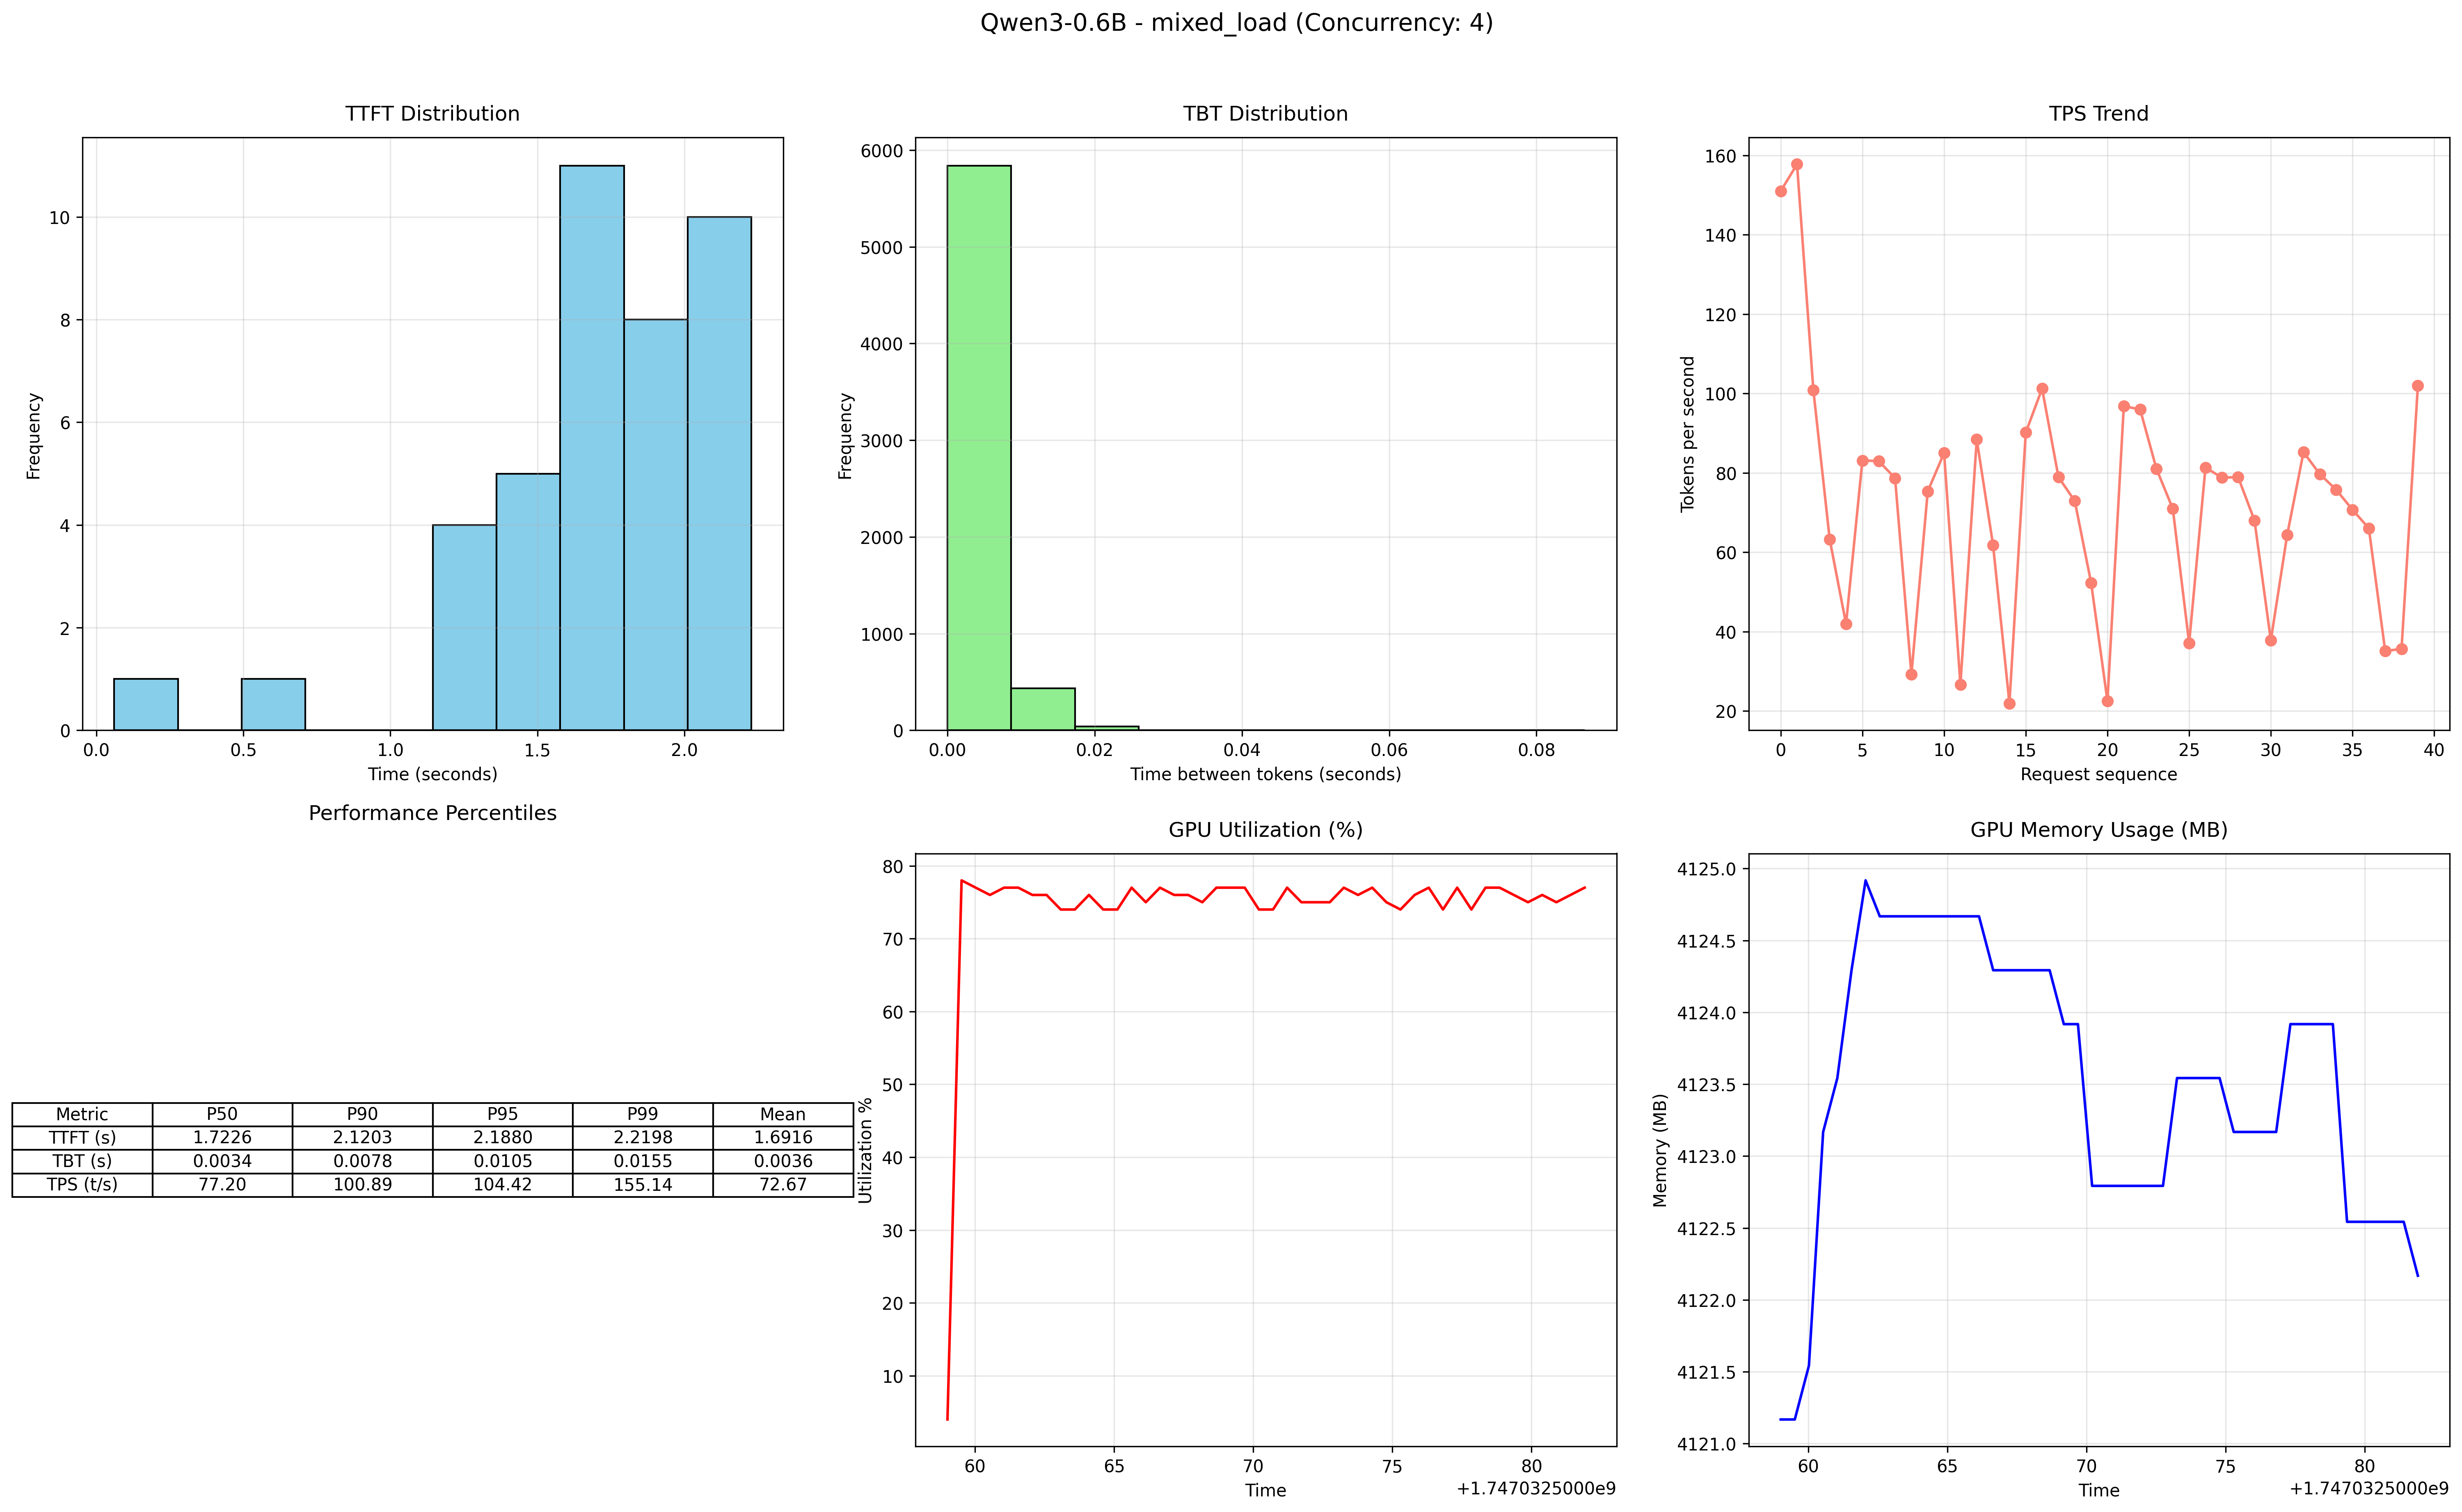 Qwen3-0.6B - mixed_load (Concurrency: 4)
TTFT Distribution
Frequency
10
8
6
4
2
0
0.0 0.5 1.0 1.5 2.0
Time (seconds)
TBT Distribution
Frequency
6000
5000
4000
3000
2000
1000
0
0.00 0.02 0.04 0.06 0.08
Time between tokens (seconds)
TPS Trend
Tokens per second
160
140
120
100
80
60
40
20
0 5 10 15 20 25 30 35 40
Request sequence
Performance Percentiles
Metric P50 P90 P95 P99 Mean
TTFT (s) 1.7226 2.1203 2.1880 2.2198 1.6916
TBT (s) 0.0034 0.0078 0.0105 0.0155 0.0036
TPS (t/s) 77.20 100.89 104.42 155.14 72.67
GPU Utilization (%)
Utilization %
80
70
60
50
40
30
20
10
60 65 70 75 80
Time
+1.7470325000e9
GPU Memory Usage (MB)
Memory (MB)
4125.0
4124.5
4124.0
4123.5
4123.0
4122.5
4122.0
4121.5
4121.0
60 65 70 75 80
Time
+1.7470325000e9